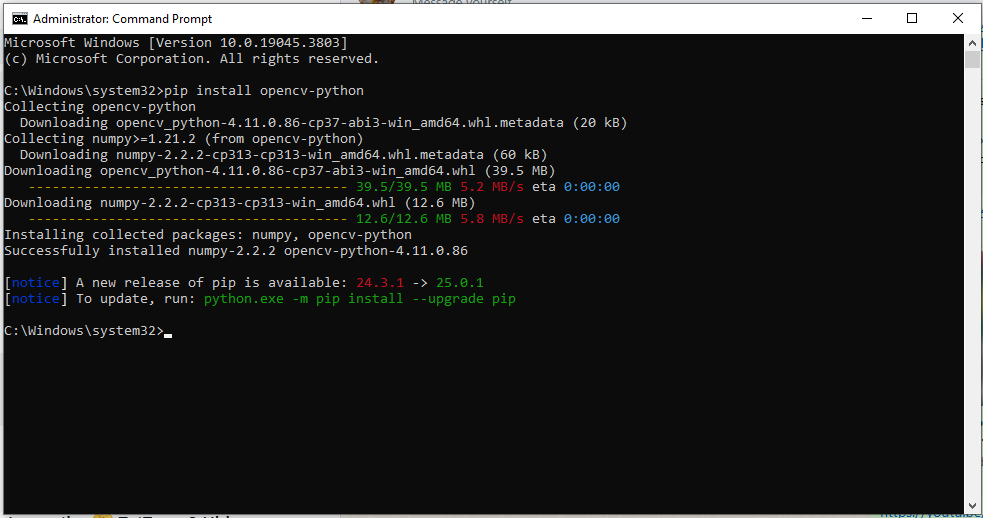 Message yourself
Administrator: Command Prompt
Microsoft Windows [Version 10.0.19045.3803]
(c) Microsoft Corporation. All rights reserved.
C:\Windows\system32>pip install opencv-python
Collecting opencv-python
  Downloading opencv_python-4.11.0.86-cp37-abi3-win_amd64.whl.metadata (20 kB)
Collecting numpy>=1.21.2 (from opencv-python)
  Downloading numpy-2.2.2-cp313-cp313-win_amd64.whl.metadata (60 kB)
Downloading opencv_python-4.11.0.86-cp37-abi3-win_amd64.whl (39.5 MB)
   ---------------------------------------- 39.5/39.5 MB 5.2 MB/s eta 0:00:00
Downloading numpy-2.2.2-cp313-cp313-win_amd64.whl (12.6 MB)
   ---------------------------------------- 12.6/12.6 MB 5.8 MB/s eta 0:00:00
Installing collected packages: numpy, opencv-python
Successfully installed numpy-2.2.2 opencv-python-4.11.0.86
[notice] A new release of pip is available: 24.3.1 -> 25.0.1
[notice] To update, run: python.exe -m pip install --upgrade pip
C:\Windows\system32>